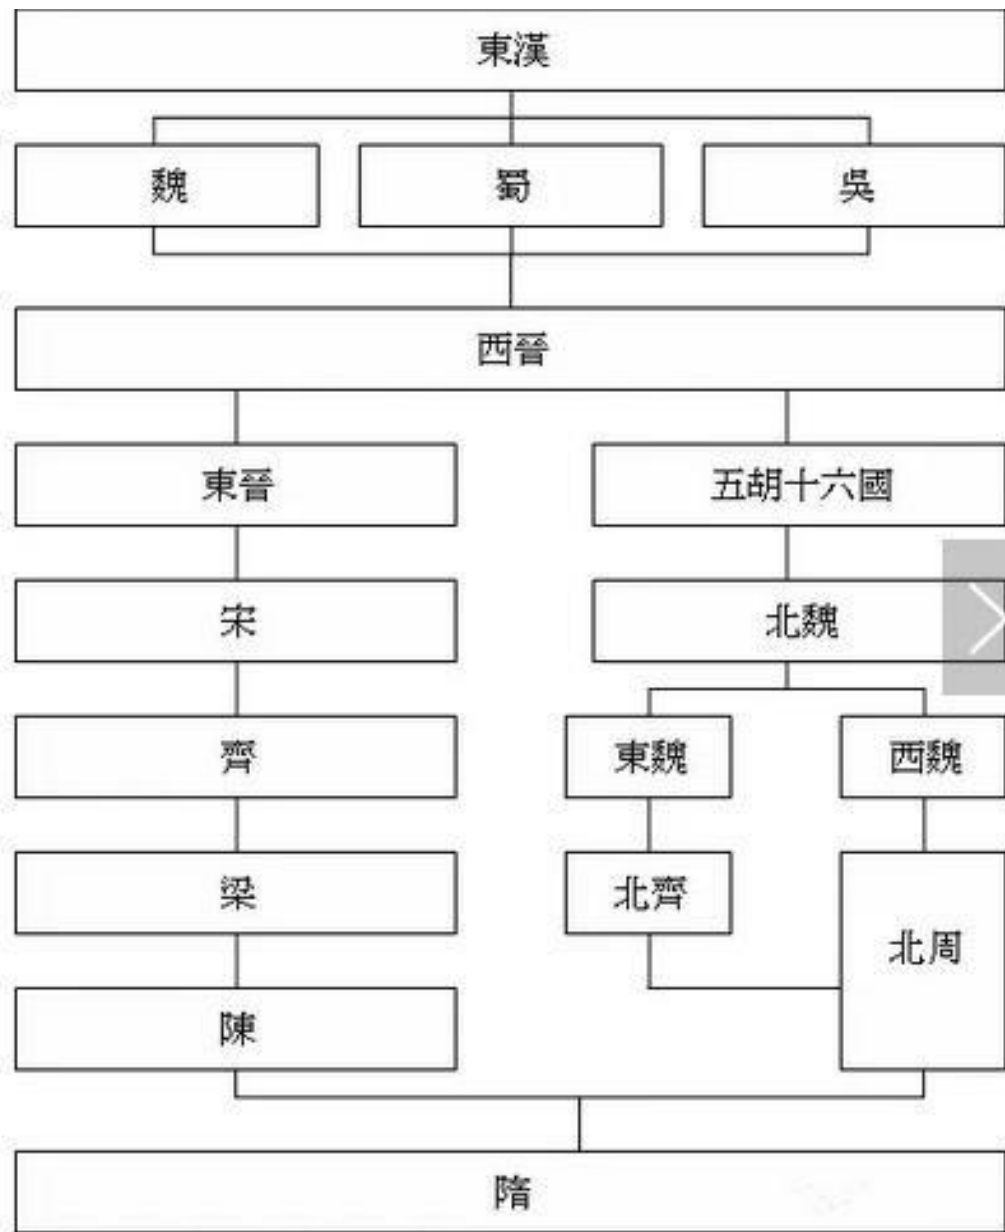 東漢
魏
蜀
吳
西晉
東晉
五胡十六國
宋
北魏
齊
東魏
西魏
梁
北齊
北周
陳
隋